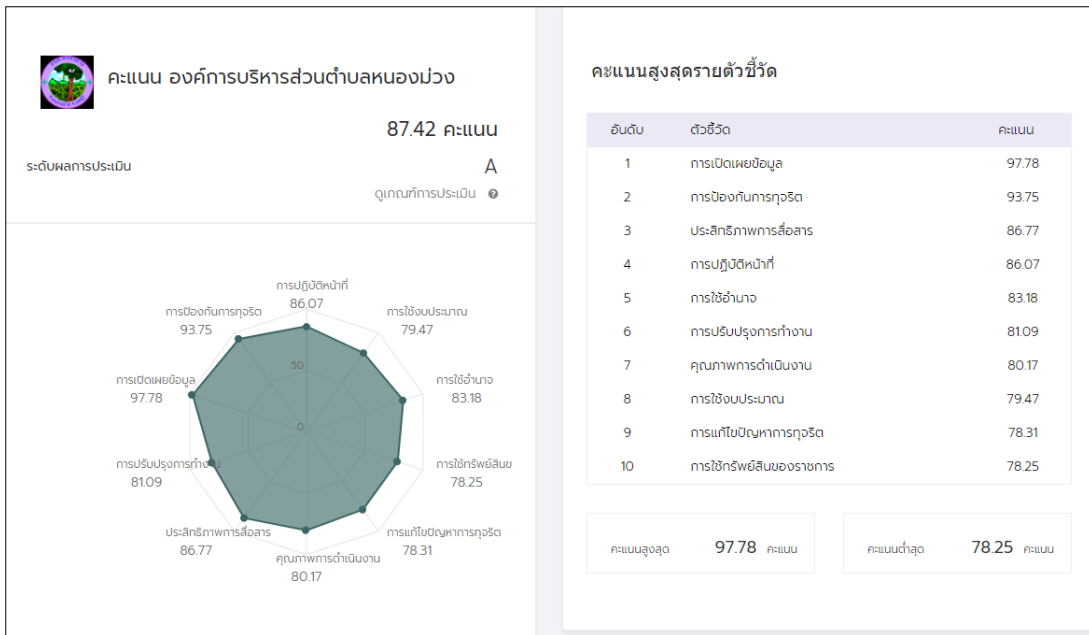 คะแนน องค์การบริหารส่วนตำบลหนองม่วง
87.42 คะแนน
ระดับผลการประเมิน A
ดูเกณฑ์การประเมิน
การปฏิบัติหน้าที่
86.07
การป้องกันการทุจริต
93.75
การใช้งบประมาณ
79.47
50
การเปิดเผยข้อมูล
97.78
การใช้อำนาจ
83.18
0
การปรับปรุงการทำงาน
81.09
การใช้ทรัพย์สินข
78.25
ประสิทธิภาพการสื่อสาร
86.77
การแก้ไขปัญหาการทุจริต
78.31
คุณภาพการดำเนินงาน
80.17
คะแนนสูงสุดรายตัวชี้วัด
อันดับ ตัวชี้วัด คะแนน
1 การเปิดเผยข้อมูล 97.78
2 การป้องกันการทุจริต 93.75
3 ประสิทธิภาพการสื่อสาร 86.77
4 การปฏิบัติหน้าที่ 86.07
5 การใช้อำนาจ 83.18
6 การปรับปรุงการทำงาน 81.09
7 คุณภาพการดำเนินงาน 80.17
8 การใช้งบประมาณ 79.47
9 การแก้ไขปัญหาการทุจริต 78.31
10 การใช้ทรัพย์สินของราชการ 78.25
คะแนนสูงสุด 97.78 คะแนน
คะแนนต่ำสุด 78.25 คะแนน